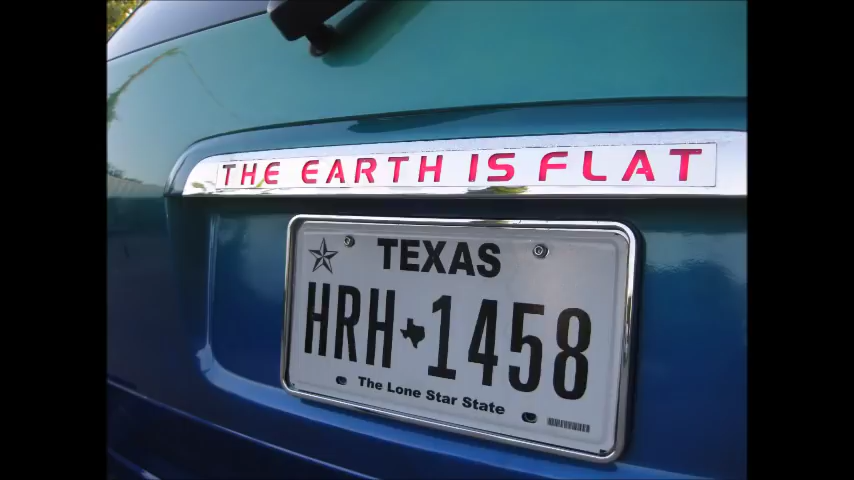 THE EARTH IS FLAT
TEXAS
HRH 1458
The Lone Star State